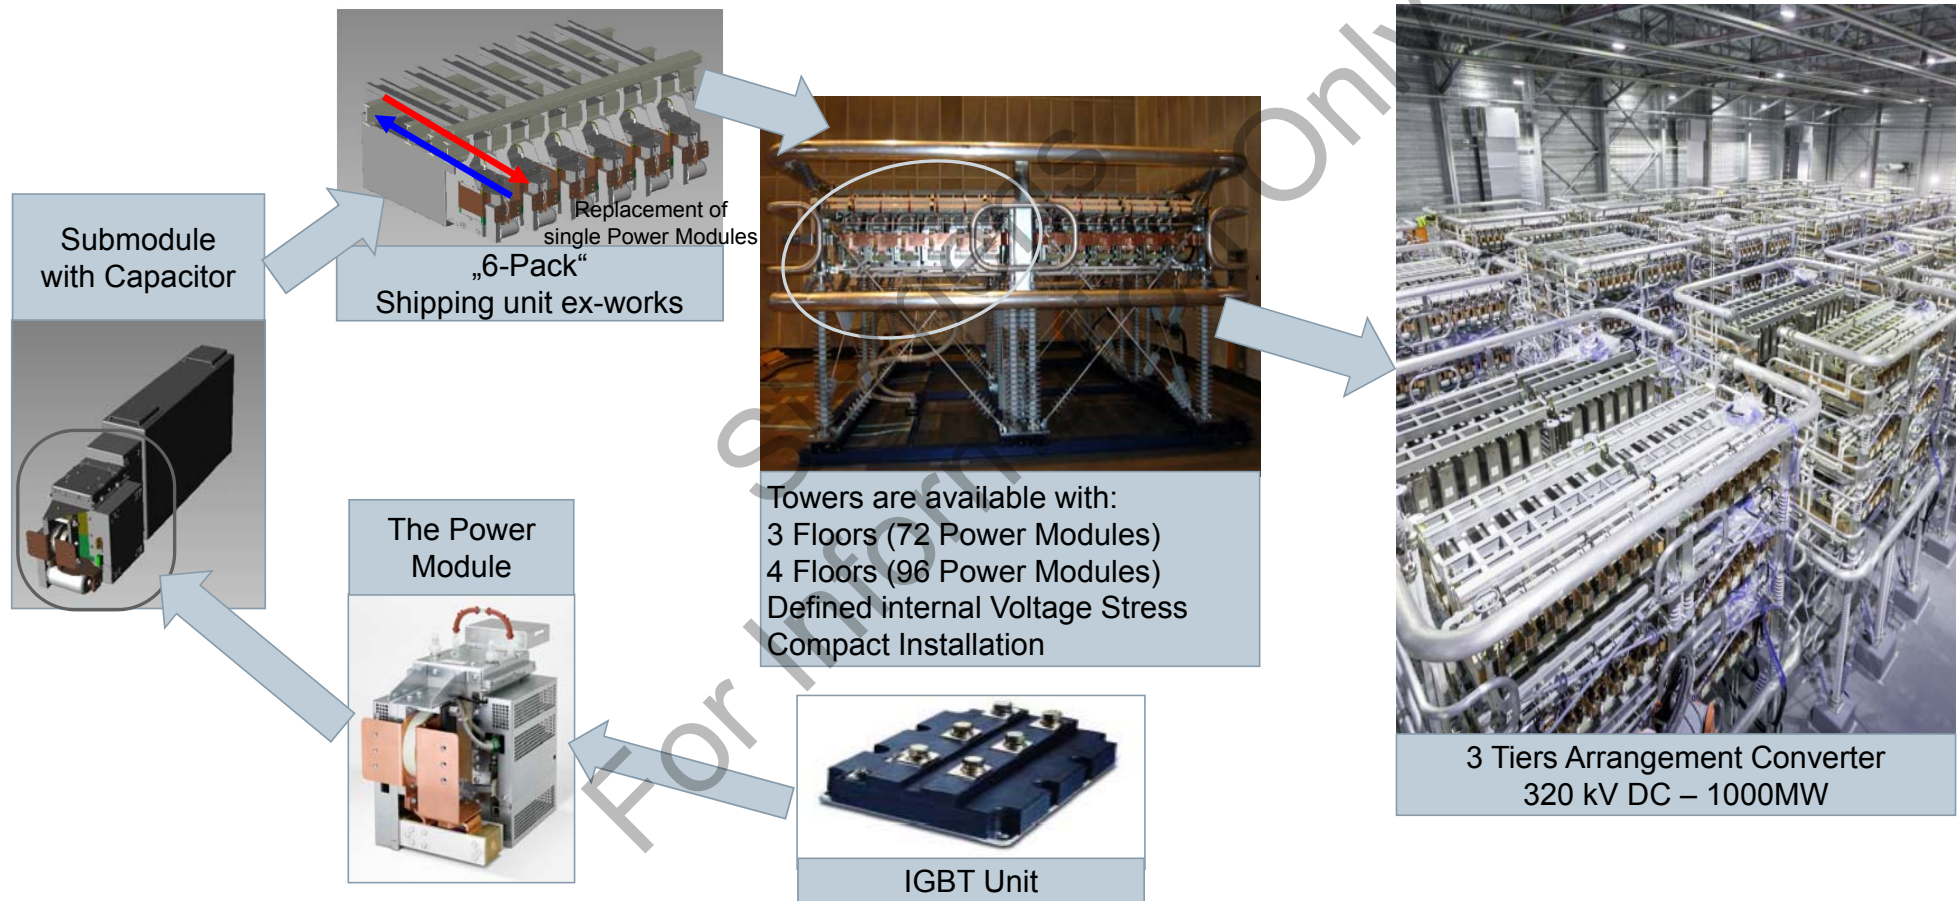 Submodule
with Capacitor
Replacement of
single Power Modules
„6-Pack“
Shipping unit ex-works
Towers are available with:
3 Floors (72 Power Modules)
4 Floors (96 Power Modules)
Defined internal Voltage Stress
Compact Installation
The Power
Module
IGBT Unit
3 Tiers Arrangement Converter
320 kV DC – 1000MW